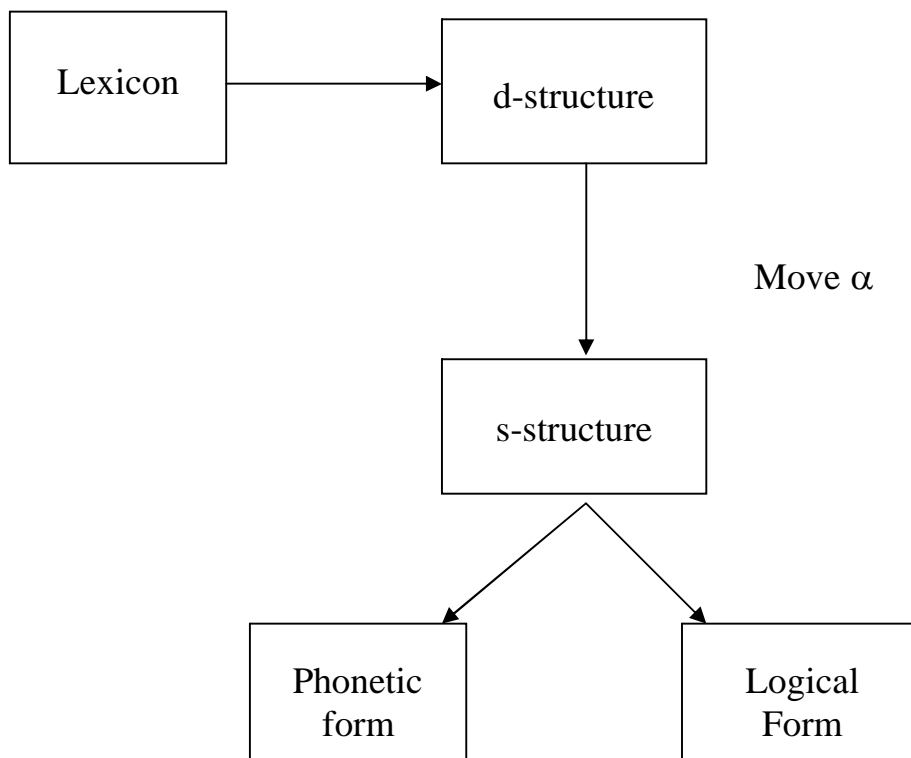 Lexicon
d-structure
Move α
s-structure
Phonetic
form
Logical
Form